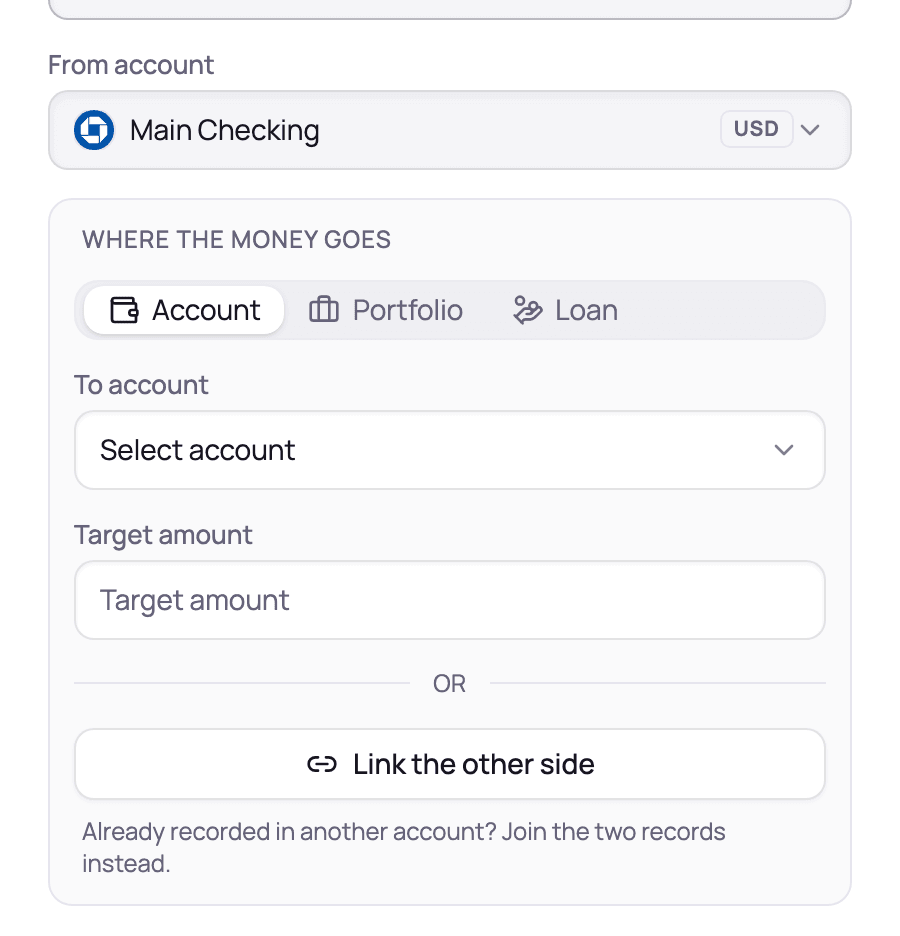 From account
Main Checking
USD
WHERE THE MONEY GOES
Account
Portfolio
Loan
To account
Select account
Target amount
Target amount
OR
Link the other side
Already recorded in another account? Join the two records
instead.